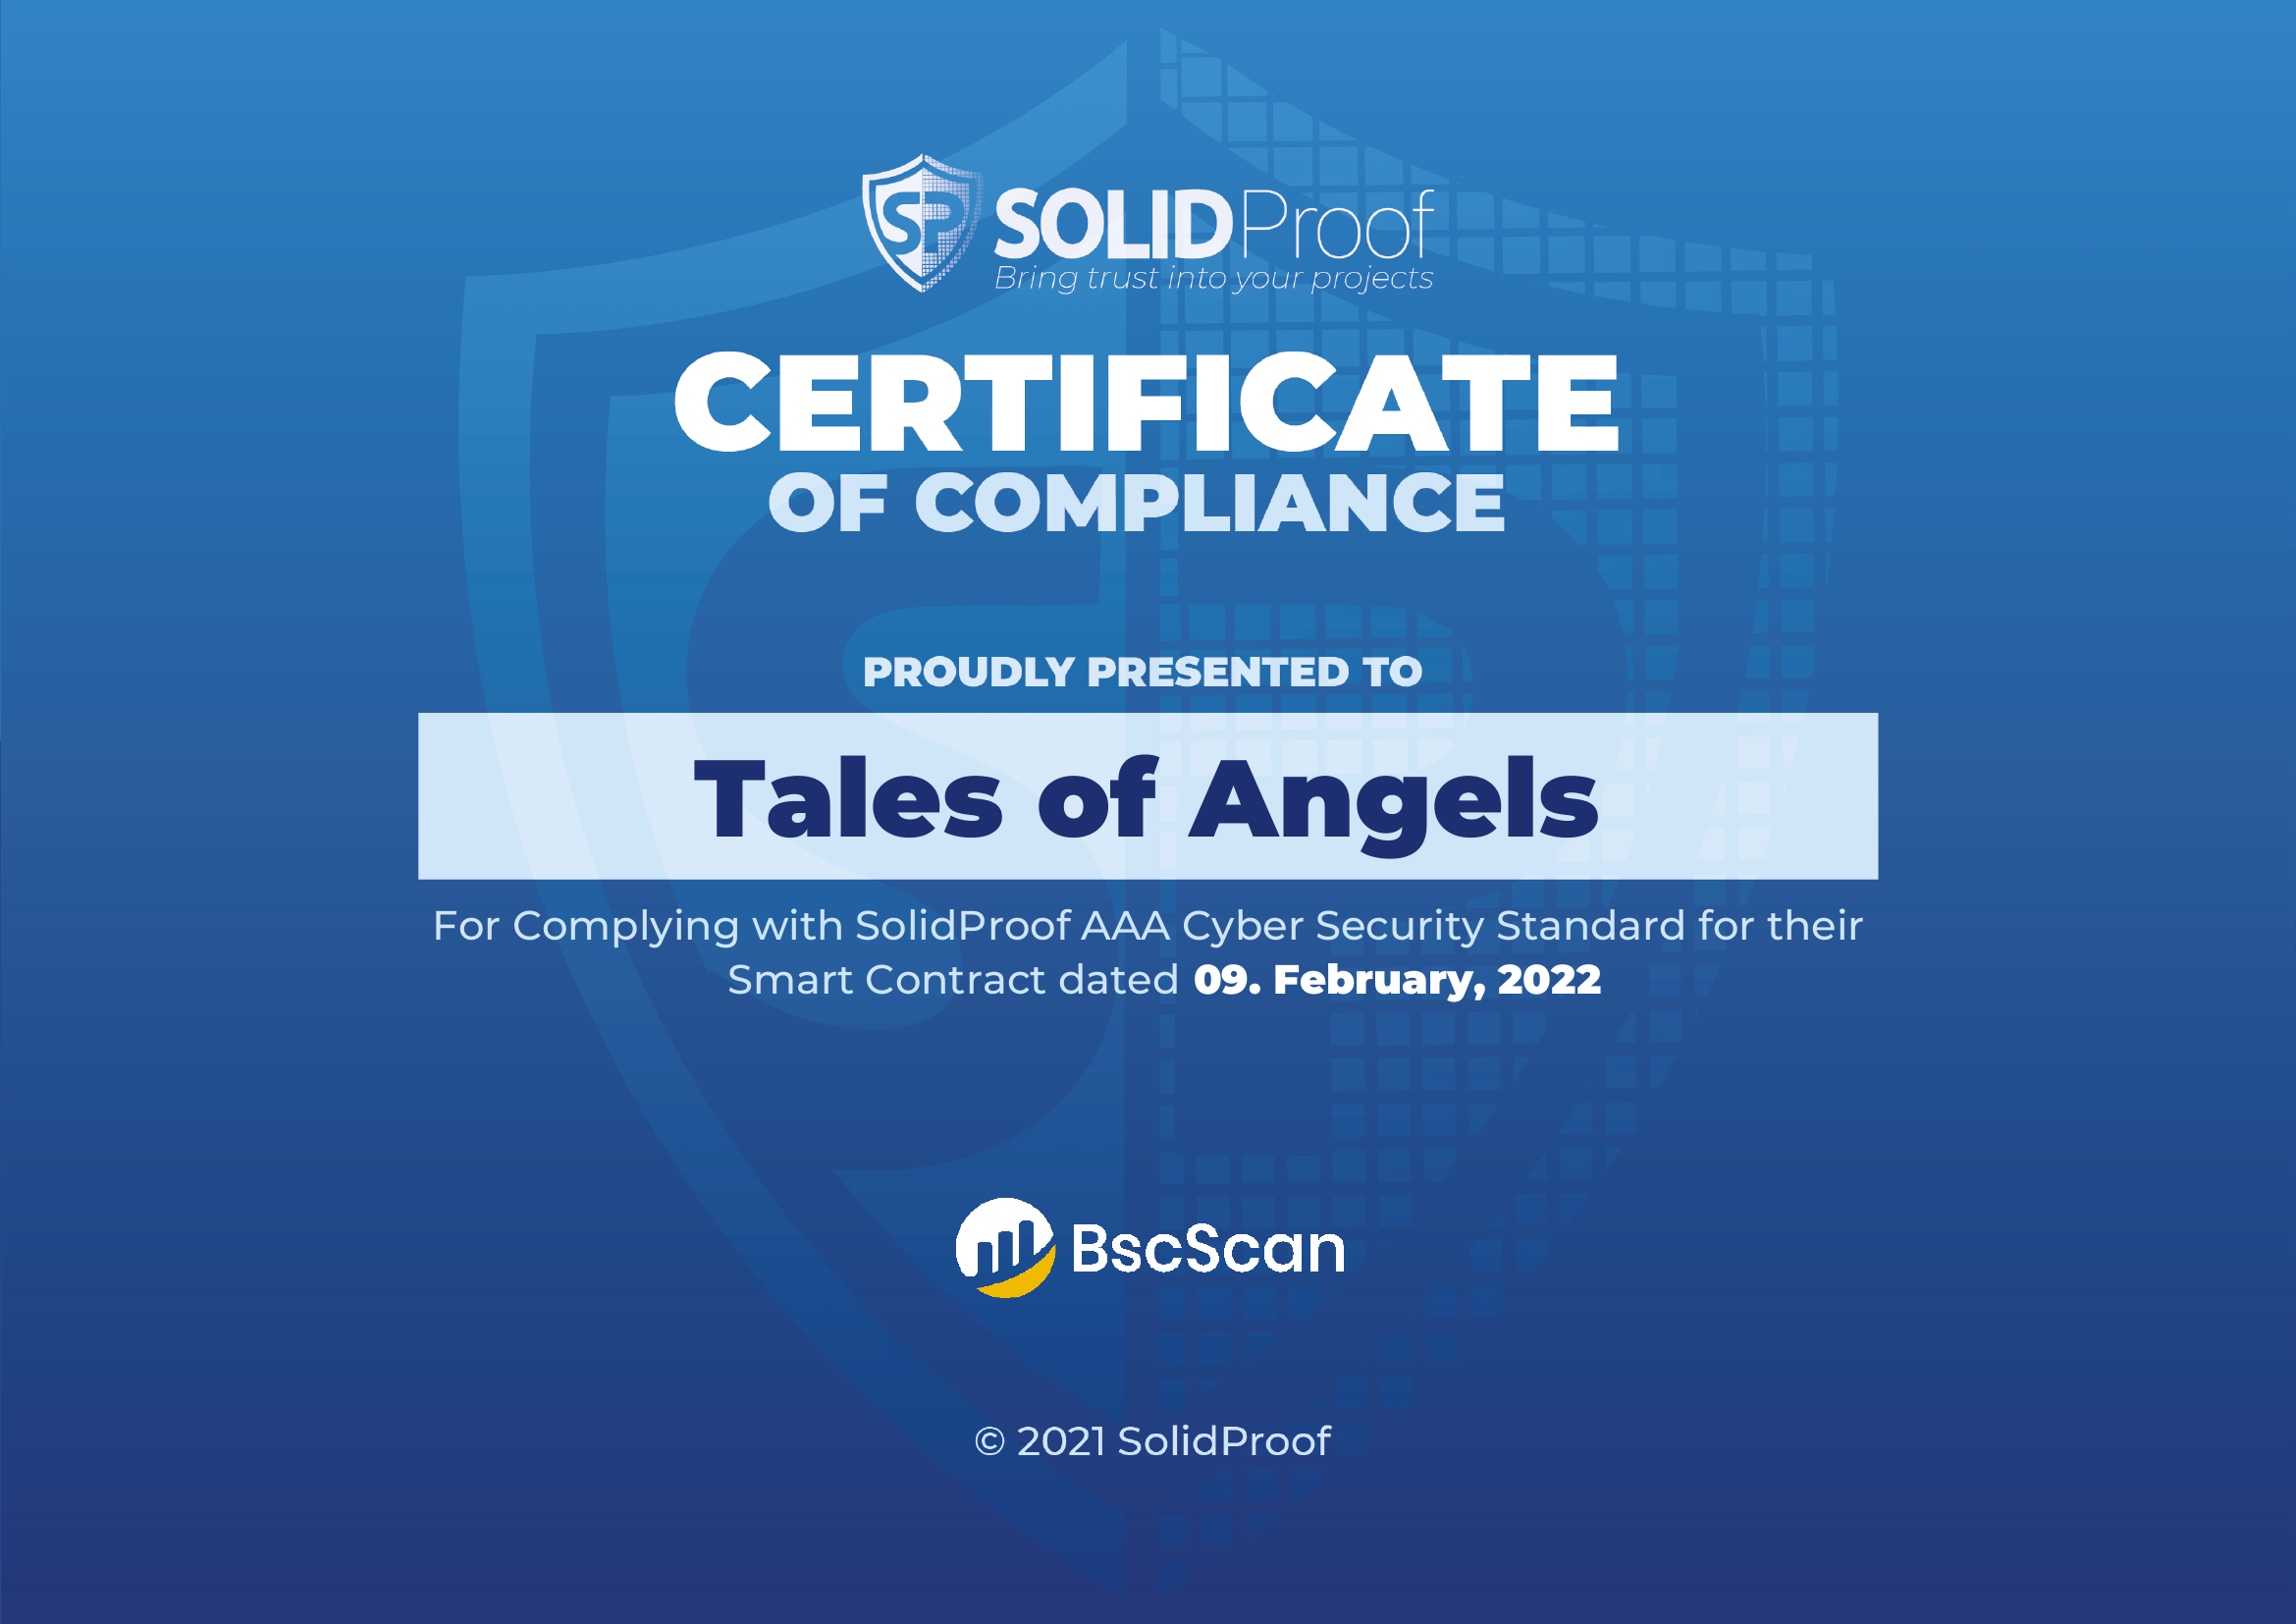 SP SOLIDProof
Bring trust into your projects
CERTIFICATE
OF COMPLIANCE
PROUDLY PRESENTED TO
Tales of Angels
For Complying with SolidProof AAA Cyber Security Standard for their
Smart Contract dated 09. February, 2022
BscScan
© 2021 SolidProof